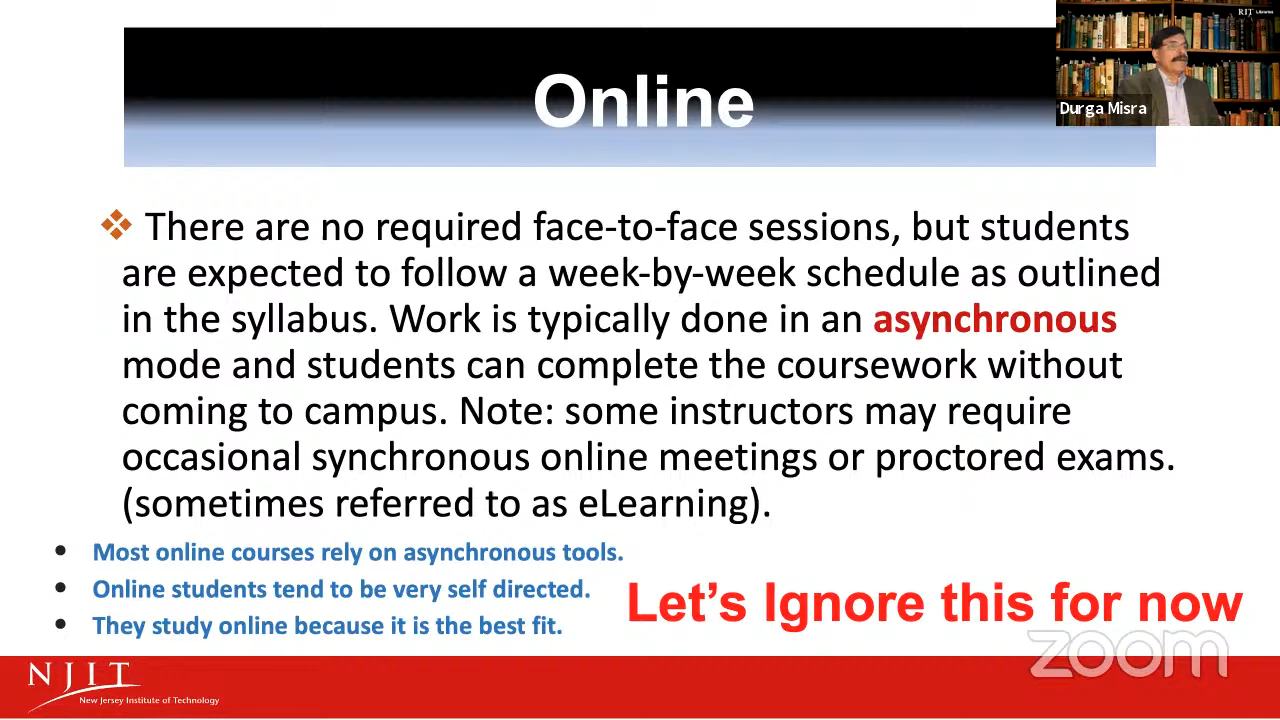 RIT Libraries
Online
Durga Misra
There are no required face-to-face sessions, but students
are expected to follow a week-by-week schedule as outlined
in the syllabus. Work is typically done in an asynchronous
mode and students can complete the coursework without
coming to campus. Note: some instructors may require
occasional synchronous online meetings or proctored exams.
(sometimes referred to as eLearning).
• Most online courses rely on asynchronous tools.
• Online students tend to be very self directed.
• They study online because it is the best fit.
Let's Ignore this for now
zoom
NJIT
New Jersey Institute of Technology